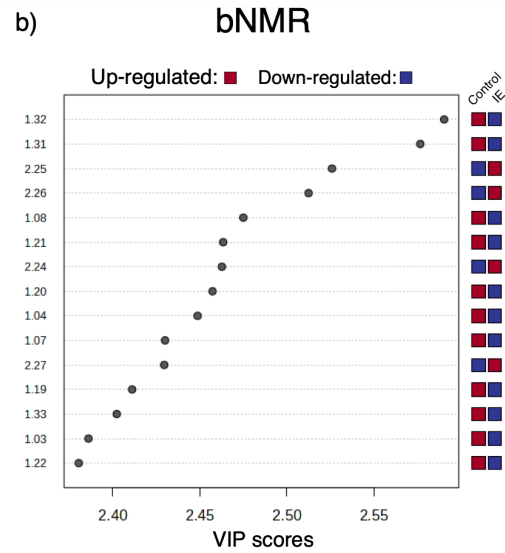 b)
bNMR
Up-regulated: Down-regulated:
Control
IE
1.32
1.31
2.25
2.26
1.08
1.21
2.24
1.20
1.04
1.07
2.27
1.19
1.33
1.03
1.22
2.40 2.45 2.50 2.55
VIP scores